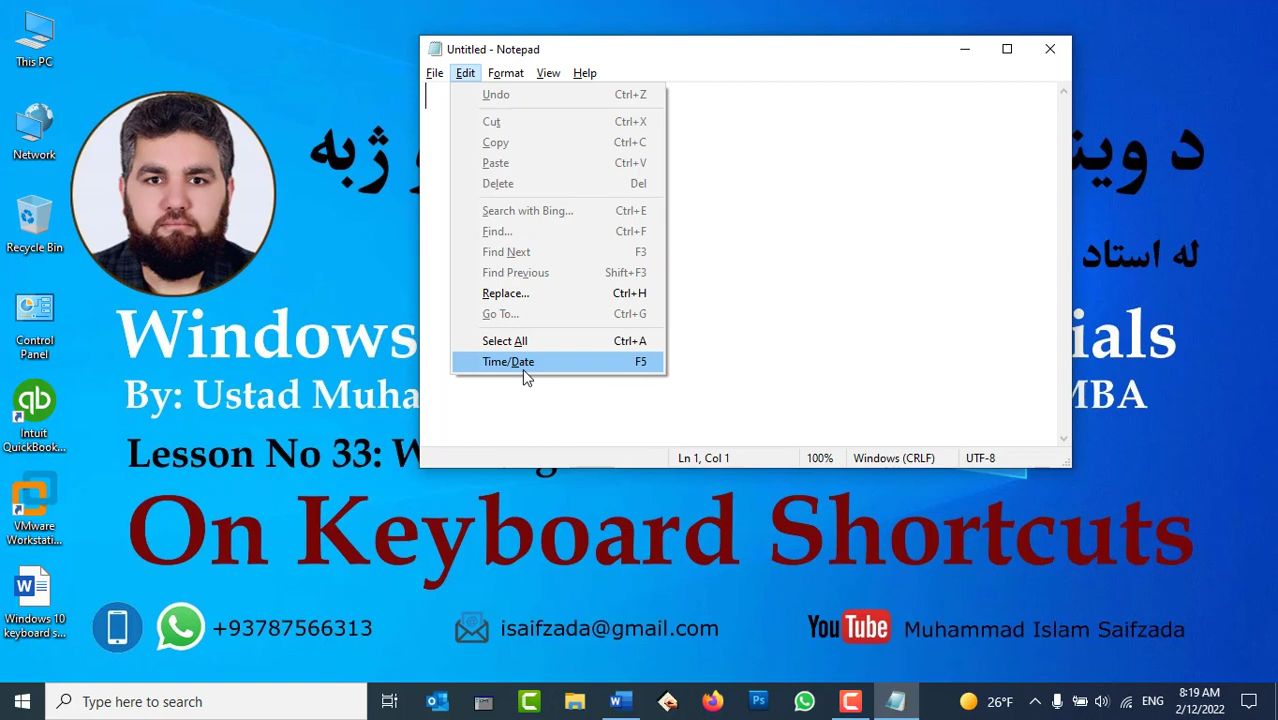 This PC
Network
Recycle Bin
Control
Panel
Intuit
QuickBook...
VMware
Workstati...
Windows 10
keyboard s...
Untitled - Notepad
File Edit Format View Help
Undo Ctrl+Z
Cut Ctrl+X
Copy Ctrl+C
Paste Ctrl+V
Delete Del
Search with Bing... Ctrl+E
Find... Ctrl+F
Find Next F3
Find Previous Shift+F3
Replace... Ctrl+H
Go To... Ctrl+G
Select All Ctrl+A
Time/Date F5
Ln 1, Col 1 100% Windows (CRLF) UTF-8
د وین و ژبه
له استاد
Windows ials
By: Ustad Muha MBA
Lesson No 33: W
On Keyboard Shortcuts
+93787566313 isaifzada@gmail.com YouTube Muhammad Islam Saifzada
Type here to search 26°F ENG 8:19 AM
2/12/2022